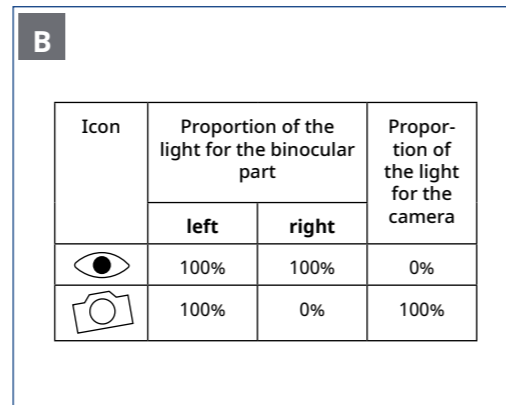 B
Icon
Proportion of the
light for the binocular
part
Propor-
tion of
the light
for the
camera
left
right
100%
100%
0%
100%
0%
100%